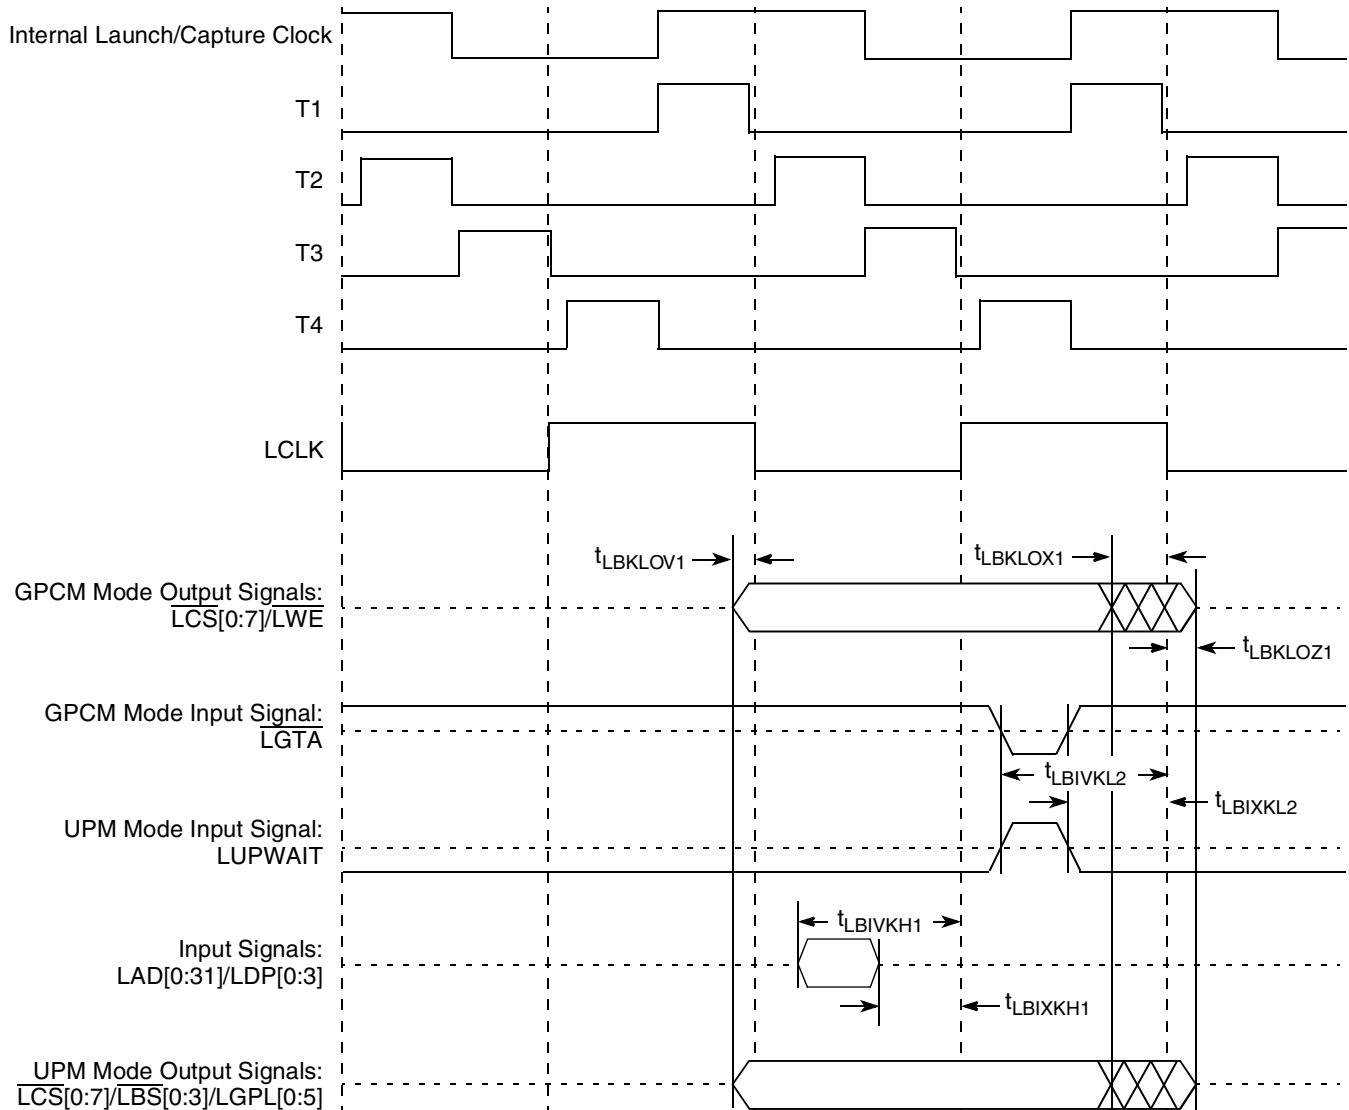 Internal Launch/Capture Clock
T1
T2
T3
T4
LCLK
tLBKLOV1
tLBKLOX1
GPCM Mode Output Signals:
LCS[0:7]/LWE
tLBKLOZ1
GPCM Mode Input Signal:
LGTA
tLBIVKL2
tLBIXKL2
UPM Mode Input Signal:
LUPWAIT
tLBIVKH1
Input Signals:
LAD[0:31]/LDP[0:3]
tLBIXKH1
UPM Mode Output Signals:
LCS[0:7]/LBS[0:3]/LGPL[0:5]